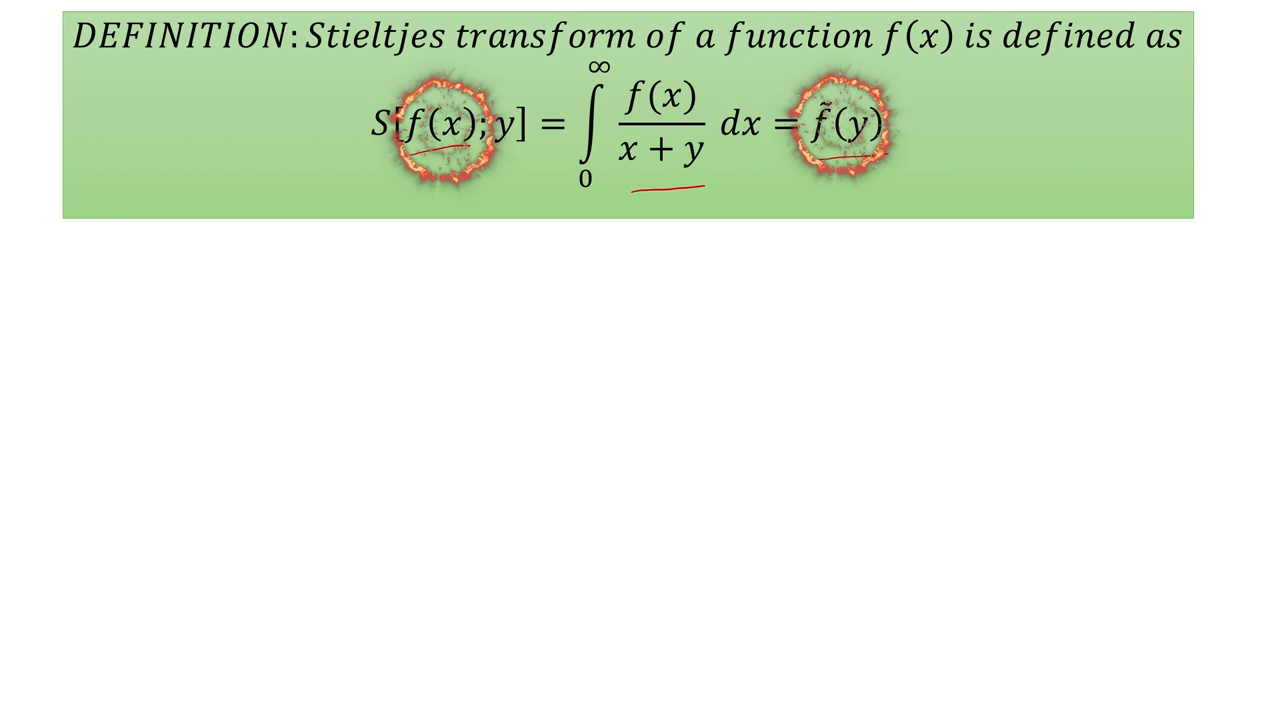 DEFINITION: Stieltjes transform of a function f(x) is defined as
S[f(x); y] = ∫₀^∞ f(x)/(x + y) dx = f̃(y)